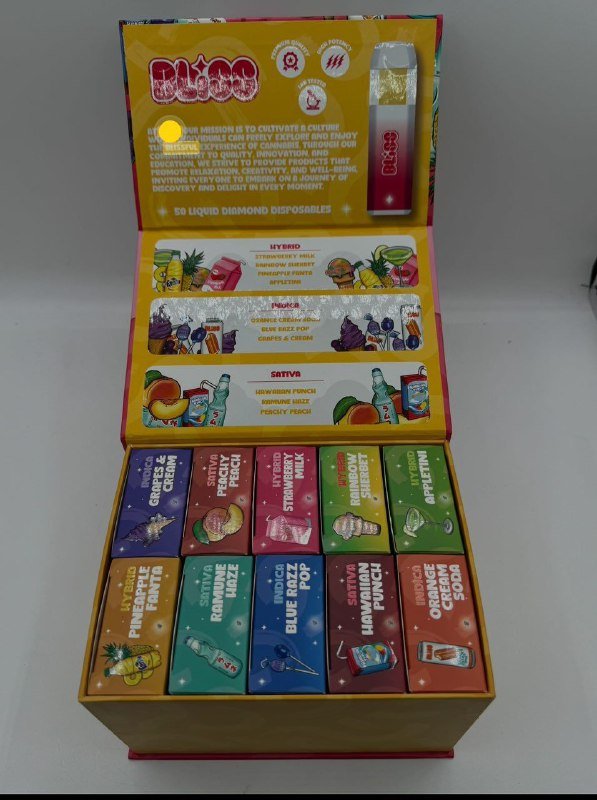 BLISS
PREMIUM QUALITY
HIGH POTENCY
LAB TESTED
BLISS
OUR MISSION IS TO CULTIVATE A CULTURE
INDIVIDUALS CAN FREELY EXPLORE AND ENJOY
THE BLISSFUL EXPERIENCE OF CANNABIS. THROUGH OUR
COMMITMENT TO QUALITY, INNOVATION, AND
EDUCATION, WE STRIVE TO PROVIDE PRODUCTS THAT
PROMOTE RELAXATION, CREATIVITY, AND WELL-BEING,
INVITING EVERYONE TO EMBARK ON A JOURNEY OF
DISCOVERY AND DELIGHT IN EVERY MOMENT.
50 LIQUID DIAMOND DISPOSABLES
HYBRID
STRAWBERRY MILK
RAINBOW SHERBET
PINEAPPLE FANTA
APPLETINI
INDICA
ORANGE CREAM SODA
BLUE RAZZ POP
GRAPES & CREAM
SATIVA
HAWAIIAN PUNCH
RAMUNE HAZE
PEACHY PEACH
INDICA
GRAPES &
CREAM
SATIVA
PEACHY
PEACH
HYBRID
STRAWBERRY
MILK
HYBRID
RAINBOW
SHERBET
HYBRID
APPLETINI
HYBRID
PINEAPPLE
FANTA
SATIVA
RAMUNE
HAZE
INDICA
BLUE RAZZ
POP
SATIVA
HAWAIIAN
PUNCH
INDICA
ORANGE
CREAM
SODA